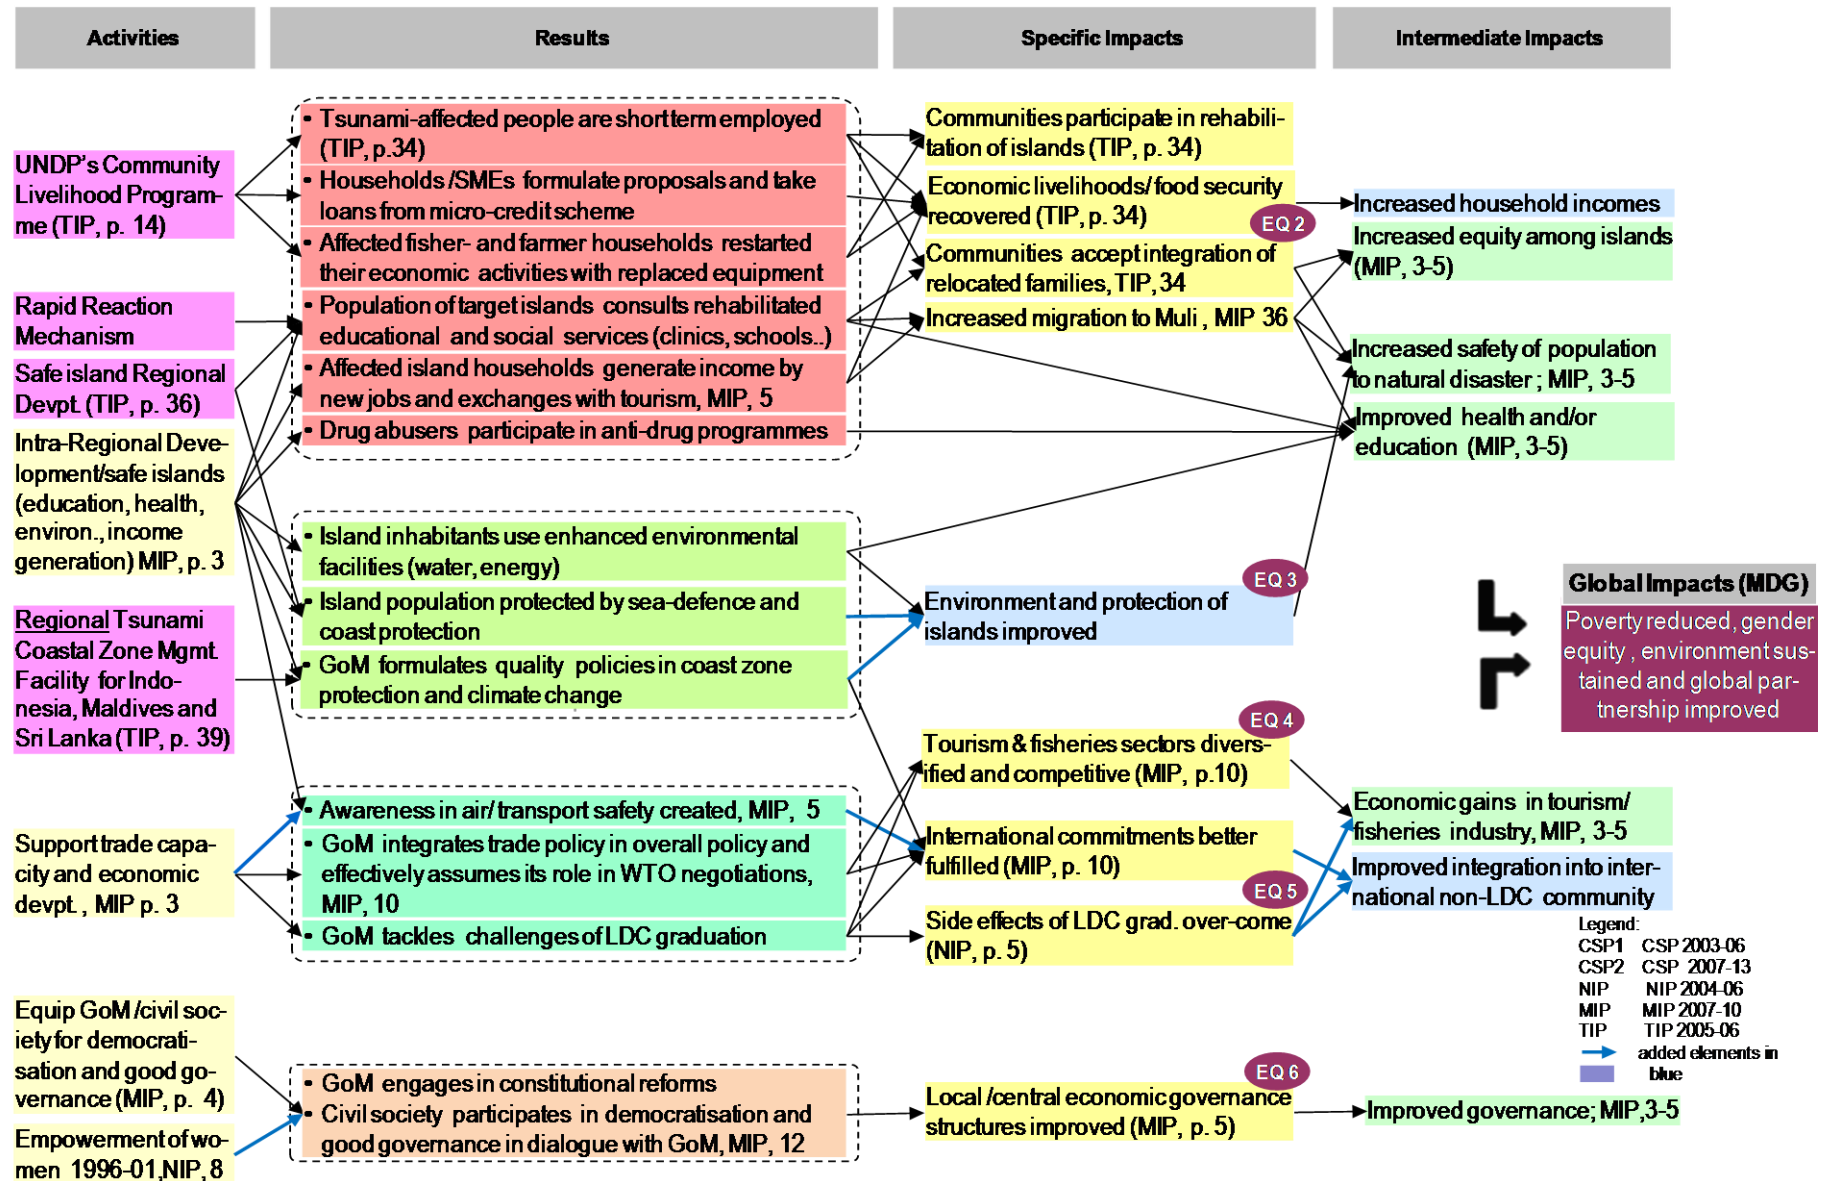 Activities
Results
Specific Impacts
Intermediate Impacts
UNDP's Community
Livelihood Program-
me (TIP, p. 14)
Rapid Reaction
Mechanism
Safe island Regional
Devpt. (TIP, p. 36)
Intra-Regional Deve-
lopment/safe islands
(education, health,
environ., income
generation) MIP, p. 3
Regional Tsunami
Coastal Zone Mgmt.
Facility for Indo-
nesia, Maldives and
Sri Lanka (TIP, p. 39)
Support trade capa-
city and economic
devpt., MIP p. 3
Equip GoM /civil soc-
iety for democrati-
sation and good go-
vernance (MIP, p. 4)
Empowerment of wo-
men 1996-01,NIP, 8
• Tsunami-affected people are short term employed
(TIP, p.34)
• Households /SMEs formulate proposals and take
loans from micro-credit scheme
• Affected fisher- and farmer households restarted
their economic activities with replaced equipment
• Population of target islands consults rehabilitated
educational and social services (clinics, schools..)
• Affected island households generate income by
new jobs and exchanges with tourism, MIP, 5
• Drug abusers participate in anti-drug programmes
• Island inhabitants use enhanced environmental
facilities (water, energy)
• Island population protected by sea-defence and
coast protection
• GoM formulates quality policies in coast zone
protection and climate change
• Awareness in air/ transport safety created, MIP, 5
• GoM integrates trade policy in overall policy and
effectively assumes its role in WTO negotiations,
MIP, 10
• GoM tackles challenges of LDC graduation
• GoM engages in constitutional reforms
• Civil society participates in democratisation and
good governance in dialogue with GoM, MIP, 12
Communities participate in rehabili-
tation of islands (TIP, p. 34)
Economic livelihoods/ food security
recovered (TIP, p. 34)
EQ 2
Communities accept integration of
relocated families, TIP, 34
Increased migration to Muli , MIP 36
EQ 3
Environment and protection of
islands improved
EQ 4
Tourism & fisheries sectors divers-
ified and competitive (MIP, p.10)
International commitments better
fulfilled (MIP, p. 10)
EQ 5
Side effects of LDC grad. over-come
(NIP, p. 5)
EQ 6
Local /central economic governance
structures improved (MIP, p. 5)
Increased household incomes
Increased equity among islands
(MIP, 3-5)
Increased safety of population
to natural disaster ; MIP, 3-5
Improved health and/or
education (MIP, 3-5)
Economic gains in tourism/
fisheries industry, MIP, 3-5
Improved integration into inter-
national non-LDC community
Improved governance; MIP,3-5
Global Impacts (MDG)
Poverty reduced, gender
equity , environment sus-
tained and global par-
tnership improved
Legend:
CSP1 CSP 2003-06
CSP2 CSP 2007-13
NIP NIP 2004-06
MIP MIP 2007-10
TIP TIP 2005-06
added elements in
blue